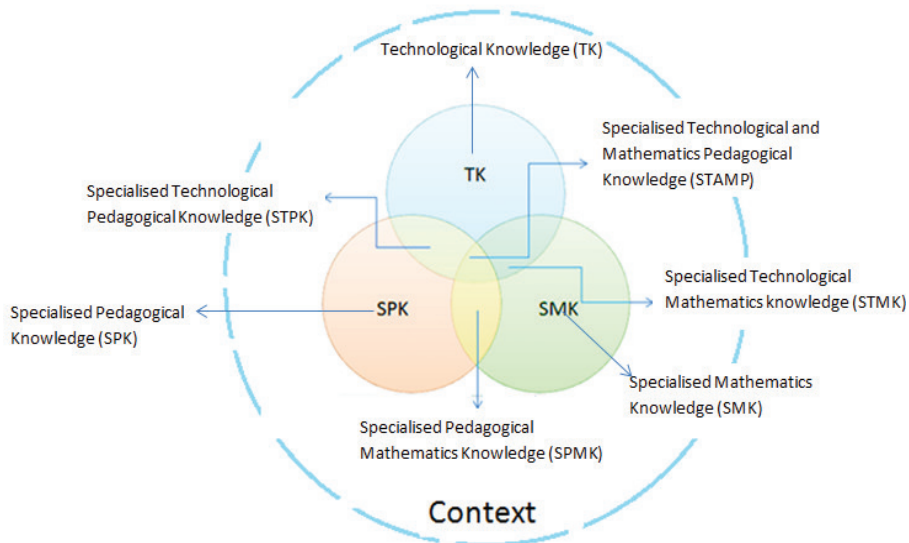 Technological Knowledge (TK)
Specialised Technological and
Mathematics Pedagogical
Knowledge (STAMP)
TK
Specialised Technological
Pedagogical Knowledge (STPK)
Specialised Technological
Mathematics knowledge (STMK)
SPK
SMK
Specialised Pedagogical
Knowledge (SPK)
Specialised Mathematics
Knowledge (SMK)
Specialised Pedagogical
Mathematics Knowledge (SPMK)
Context